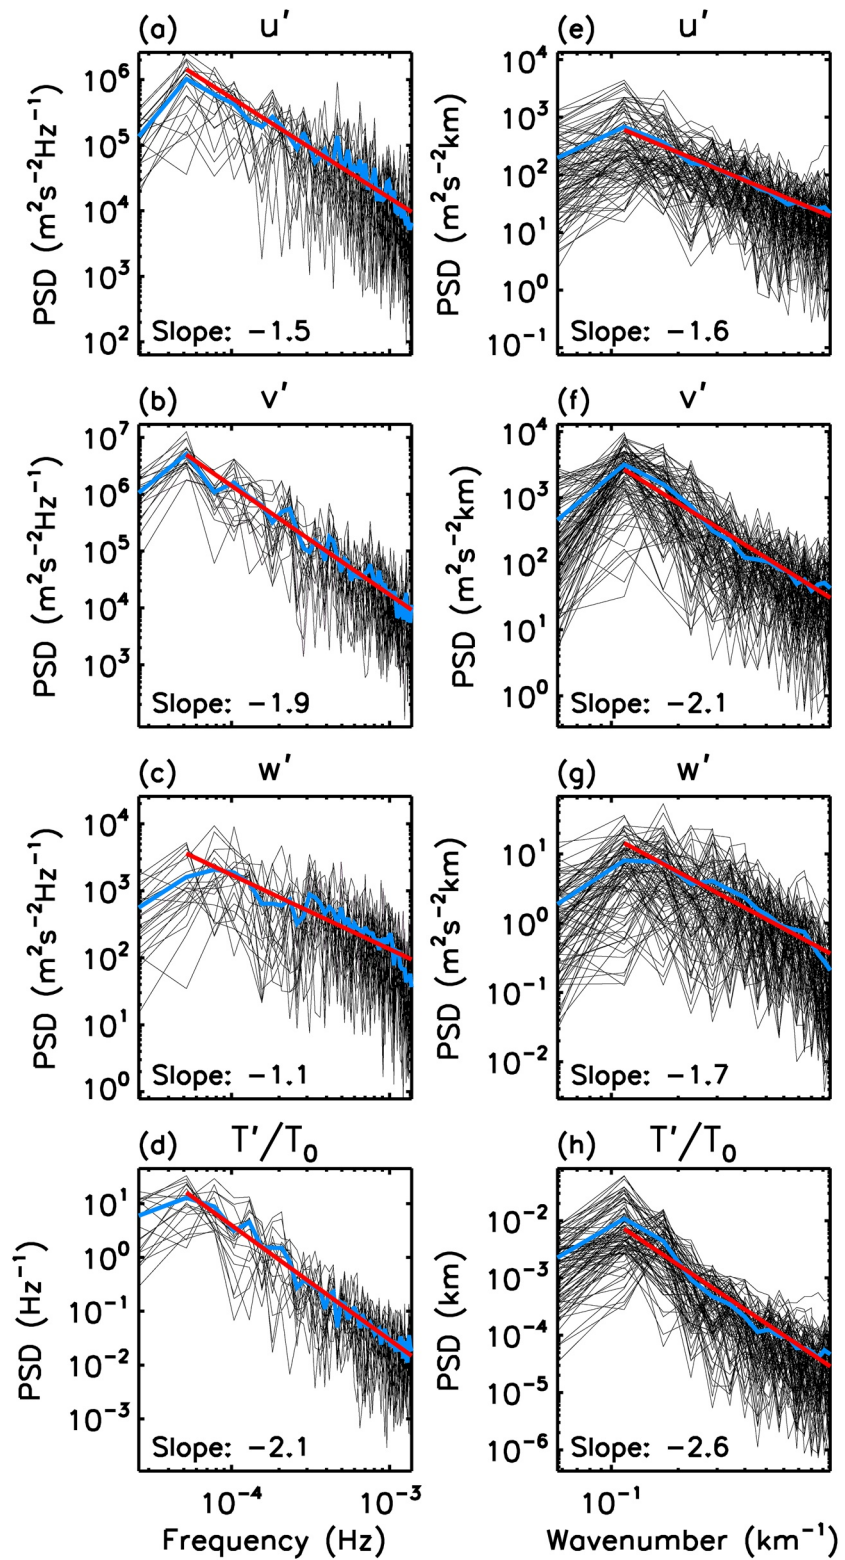 (a) u′
10⁶
10⁵
10⁴
10³
10²
PSD (m²s⁻²Hz⁻¹)
Slope: −1.5
(e) u′
10⁴
10³
10²
10¹
10⁰
10⁻¹
PSD (m²s⁻²km)
Slope: −1.6
(b) v′
10⁷
10⁶
10⁵
10⁴
10³
PSD (m²s⁻²Hz⁻¹)
Slope: −1.9
(f) v′
10⁴
10³
10²
10¹
10⁰
PSD (m²s⁻²km)
Slope: −2.1
(c) w′
10⁴
10³
10²
10¹
10⁰
PSD (m²s⁻²Hz⁻¹)
Slope: −1.1
(g) w′
10¹
10⁰
10⁻¹
10⁻²
PSD (m²s⁻²km)
Slope: −1.7
(d) T′/T₀
10¹
10⁰
10⁻¹
10⁻²
10⁻³
PSD (Hz⁻¹)
Slope: −2.1
10⁻⁴ 10⁻³
Frequency (Hz)
(h) T′/T₀
10⁻²
10⁻³
10⁻⁴
10⁻⁵
10⁻⁶
PSD (km)
Slope: −2.6
10⁻¹
Wavenumber (km⁻¹)